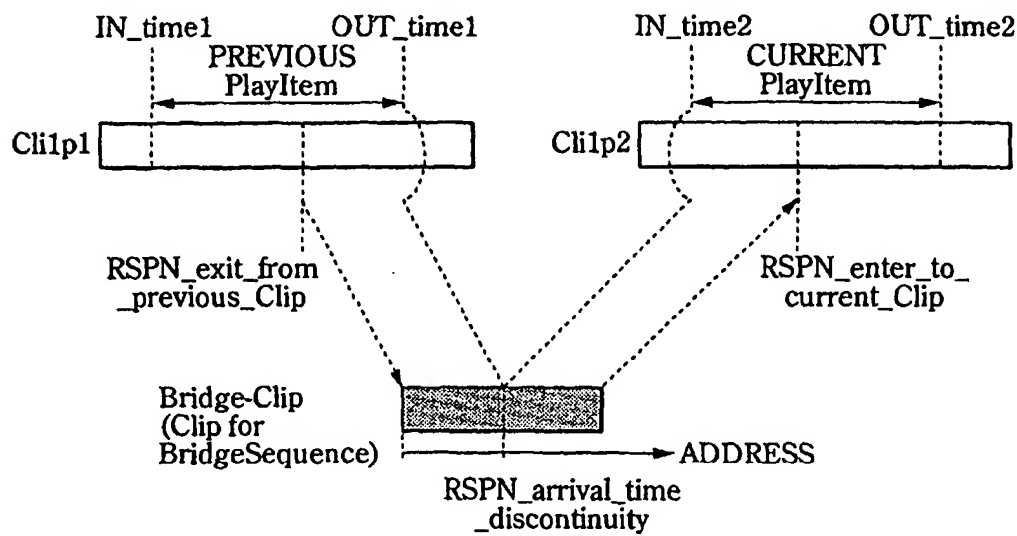 IN_time1
OUT_time1
IN_time2
OUT_time2
PREVIOUS
PlayItem
CURRENT
PlayItem
Cli1p1
Cli1p2
RSPN_exit_from
_previous_Clip
RSPN_enter_to_
current_Clip
Bridge-Clip
(Clip for
BridgeSequence)
ADDRESS
RSPN_arrival_time
_discontinuity